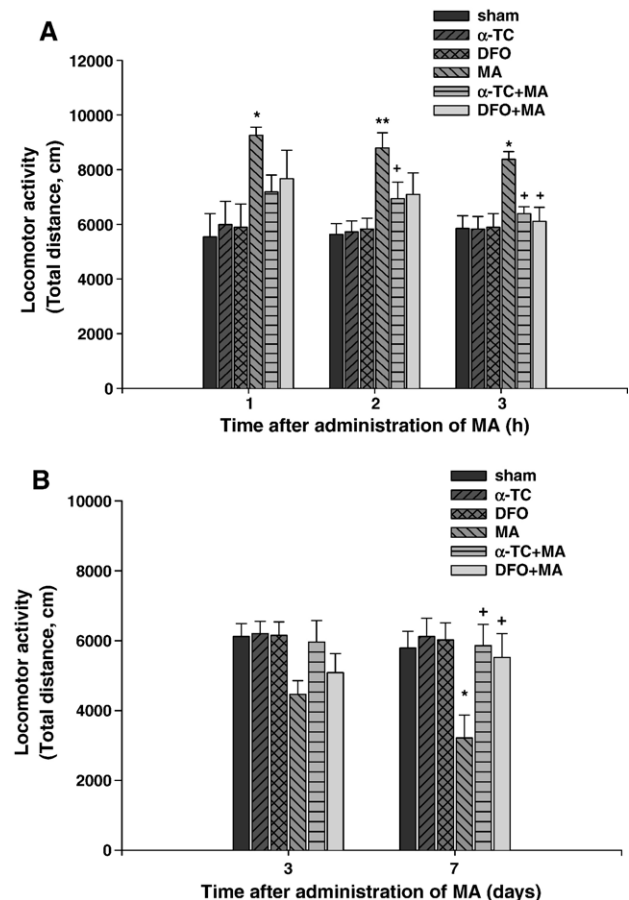 A
sham
α-TC
DFO
MA
α-TC+MA
DFO+MA
Locomotor activity
(Total distance, cm)
12000
10000
8000
6000
4000
2000
0
*
**
+
*
+ +
1 2 3
Time after administration of MA (h)
B
sham
α-TC
DFO
MA
α-TC+MA
DFO+MA
Locomotor activity
(Total distance, cm)
10000
8000
6000
4000
2000
0
*
+ +
3 7
Time after administration of MA (days)